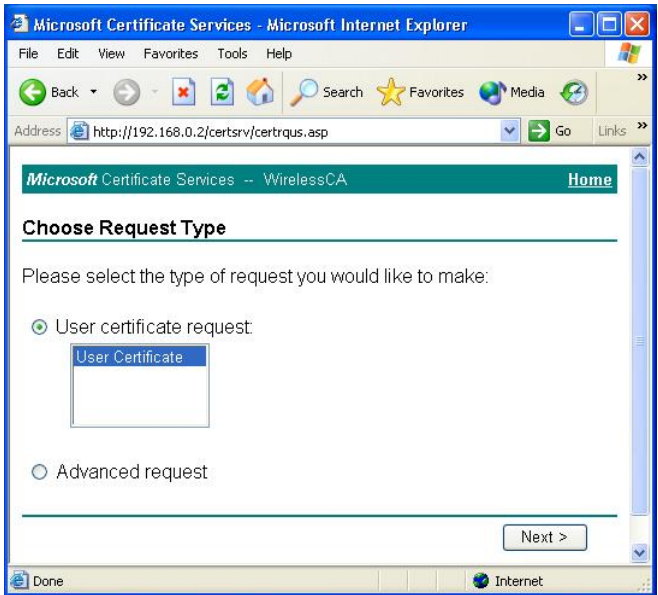 Microsoft Certificate Services - Microsoft Internet Explorer
File Edit View Favorites Tools Help
Back Search Favorites Media »
Address http://192.168.0.2/certsrv/certrqus.asp Go Links »
Microsoft Certificate Services -- WirelessCA Home
Choose Request Type
Please select the type of request you would like to make:
User certificate request:
User Certificate
Advanced request
Next >
Done Internet